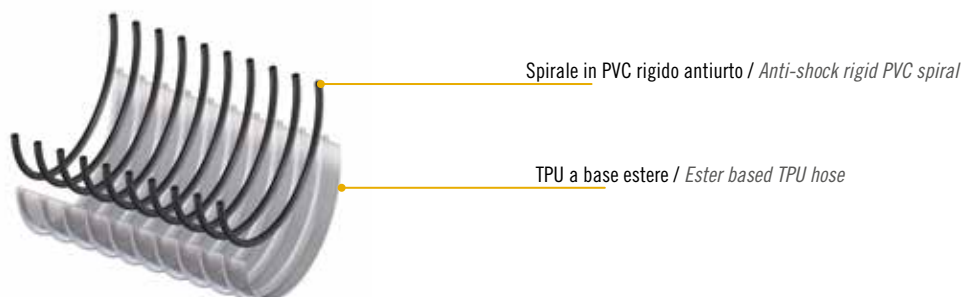 Spirale in PVC rigido antiurto / Anti-shock rigid PVC spiral
TPU a base estere / Ester based TPU hose